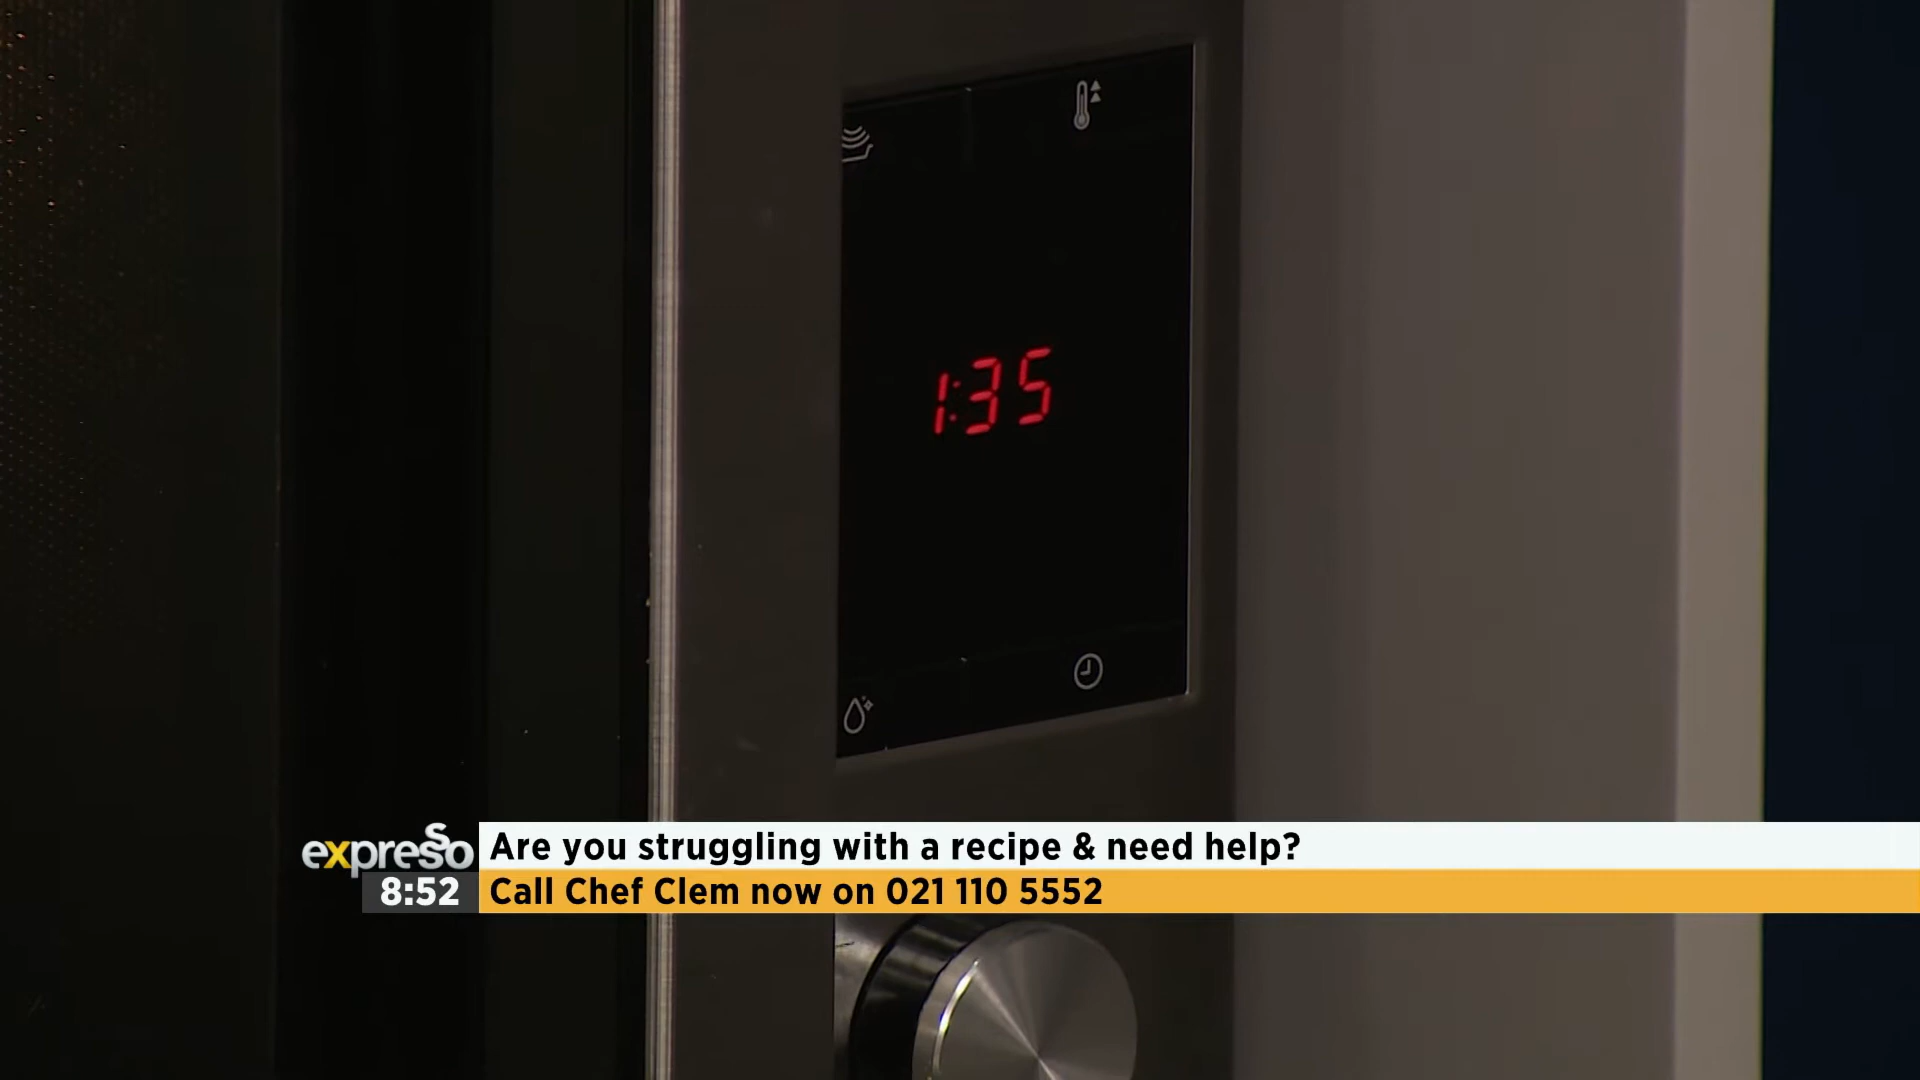 1:35
expresso
Are you struggling with a recipe & need help?
8:52
Call Chef Clem now on 021 110 5552